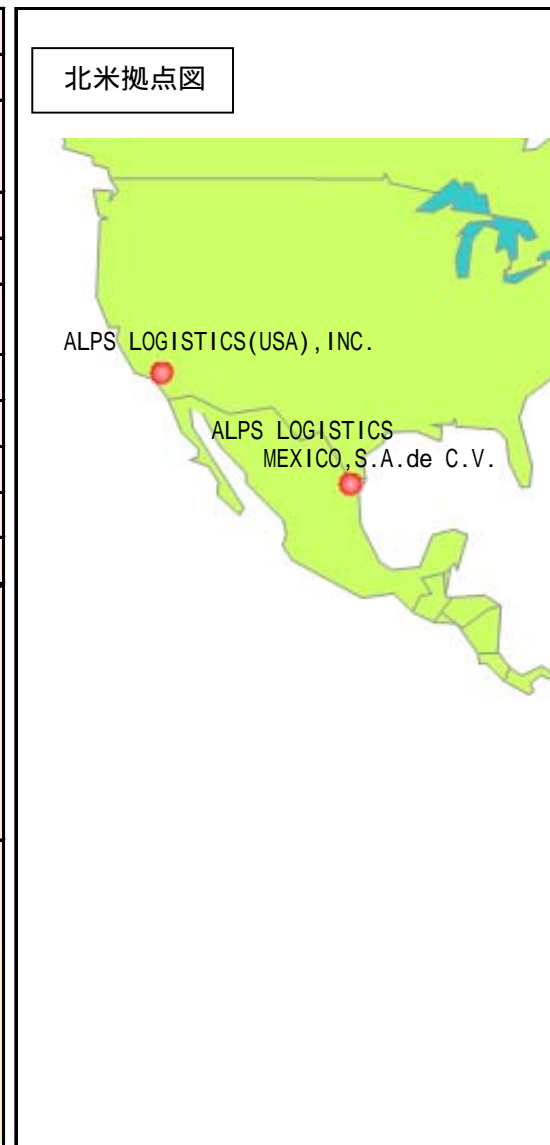 北米拠点図
ALPS LOGISTICS(USA),INC.
ALPS LOGISTICS
MEXICO,S.A.de C.V.